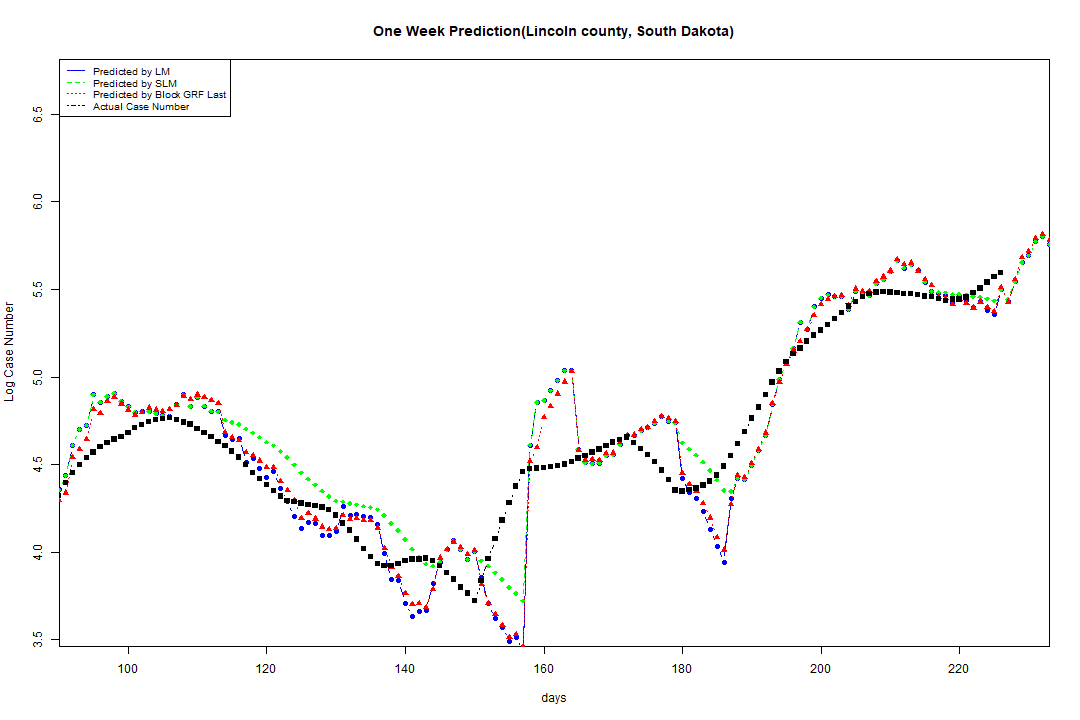 One Week Prediction(Lincoln county, South Dakota)
Predicted by LM
Predicted by SLM
Predicted by Block GRF Last
Actual Case Number
6.5
6.0
5.5
5.0
4.5
4.0
3.5
Log Case Number
100 120 140 160 180 200 220
days